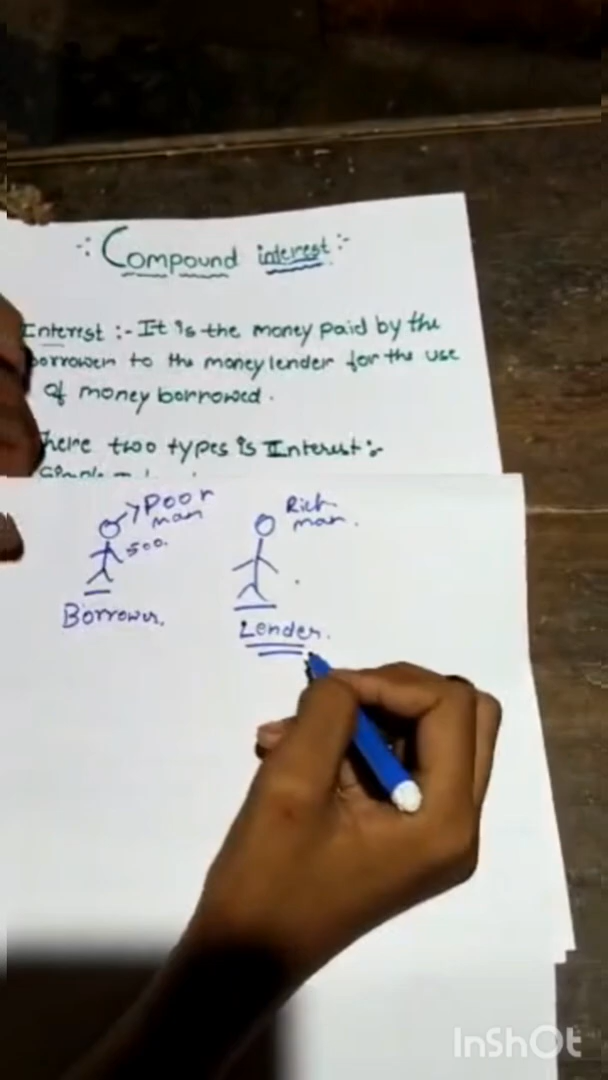 -: Compound interest :-
Interest :- It is the money paid by the
borrower to the money lender for the use
of money borrowed.
There two types is Interest :-
Poor
man
500.
Borrower.
Rich
man.
Lender.
InShOt